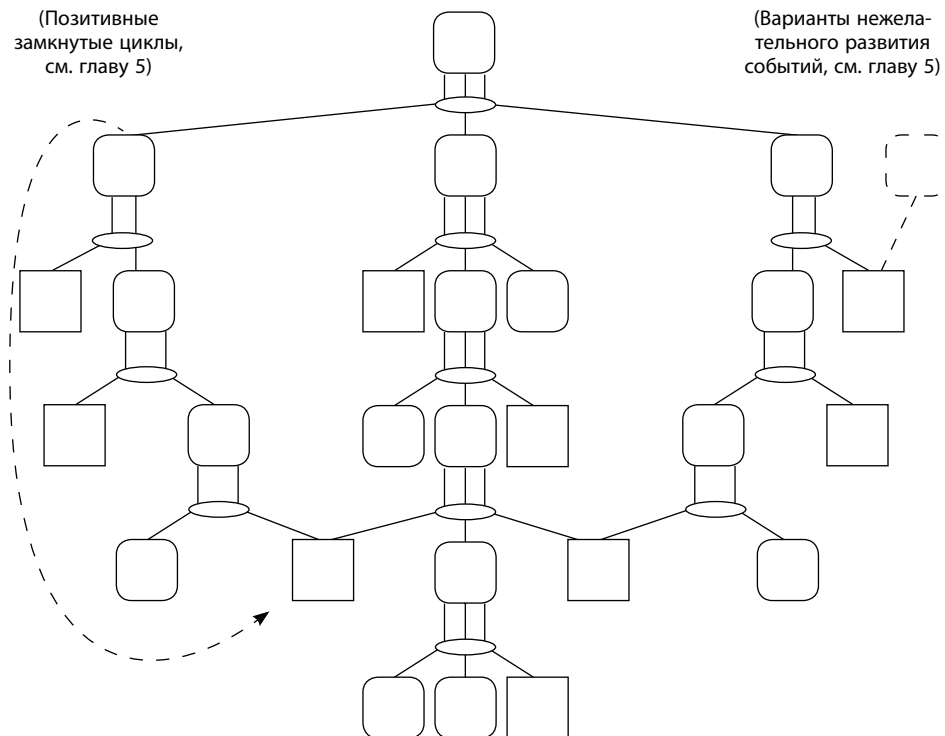 (Позитивные
замкнутые циклы,
см. главу 5)
(Варианты нежела-
тельного развития
событий, см. главу 5)